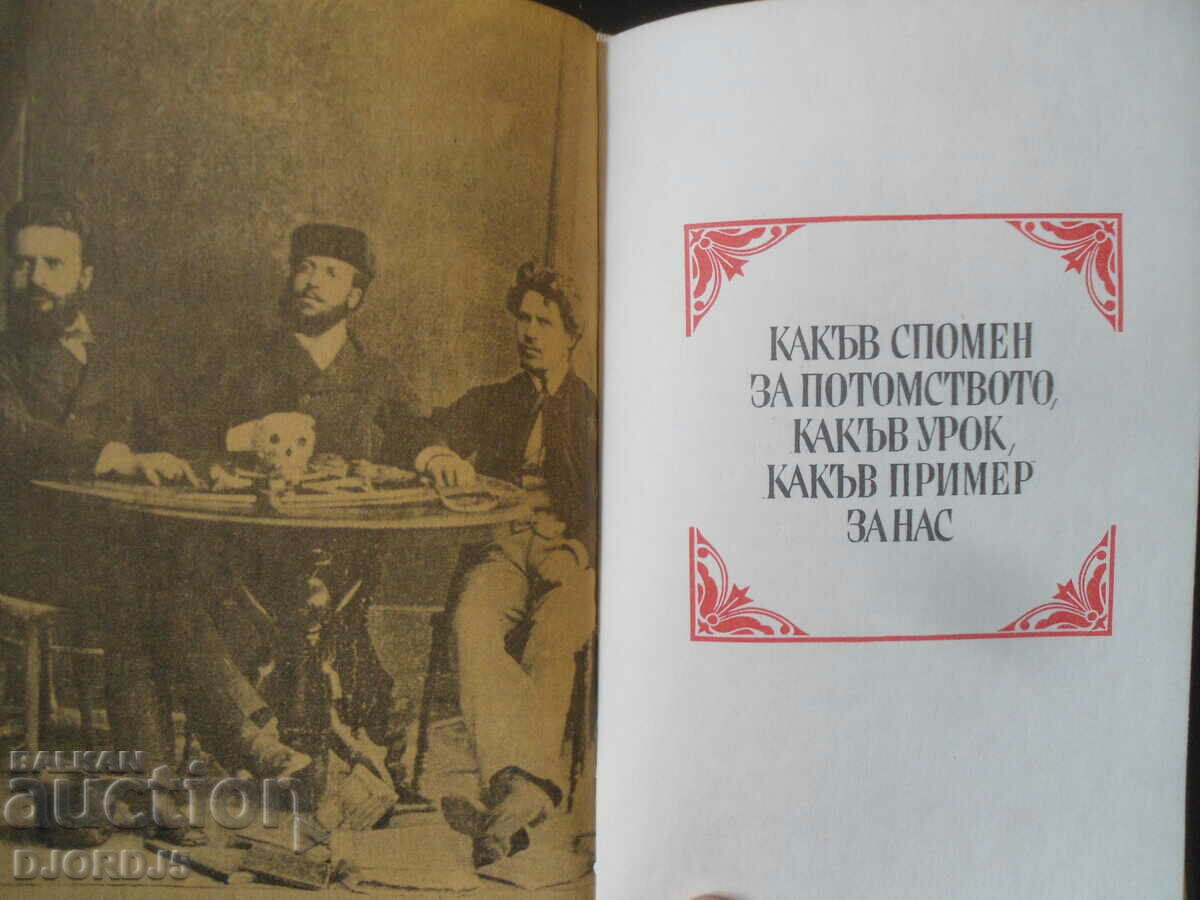 КАКЪВ СПОМЕН
ЗА ПОТОМСТВОТО,
КАКЪВ УРОК,
КАКЪВ ПРИМЕР
ЗА НАС
BALKAN
auction
DJORDJS